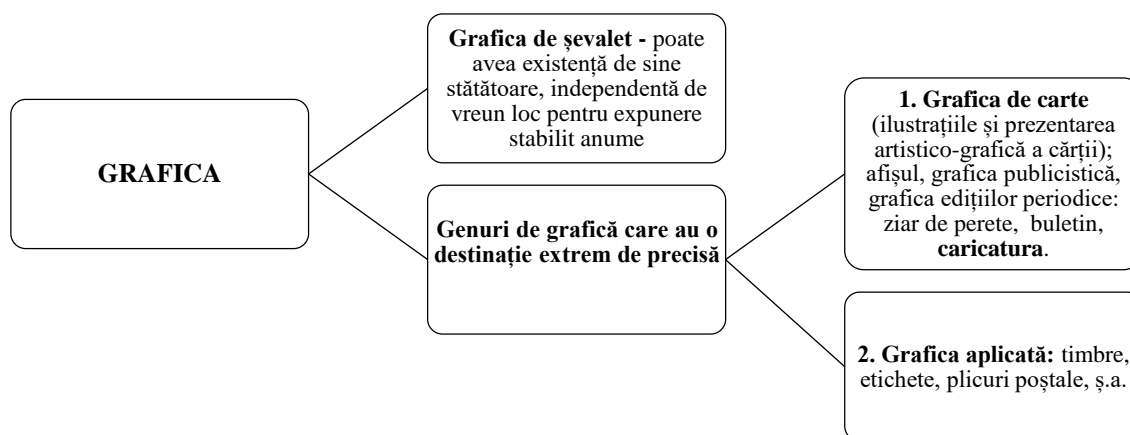 GRAFICA
Grafica de șevalet - poate
avea existență de sine
stătătoare, independentă de
vreun loc pentru expunere
stabilit anume
Genuri de grafică care au o
destinație extrem de precisă
1. Grafica de carte
(ilustrațiile și prezentarea
artistico-grafică a cărții);
afișul, grafica publicistică,
grafica edițiilor periodice:
ziar de perete, buletin,
caricatura.
2. Grafica aplicată: timbre,
etichete, plicuri poștale, ș.a.